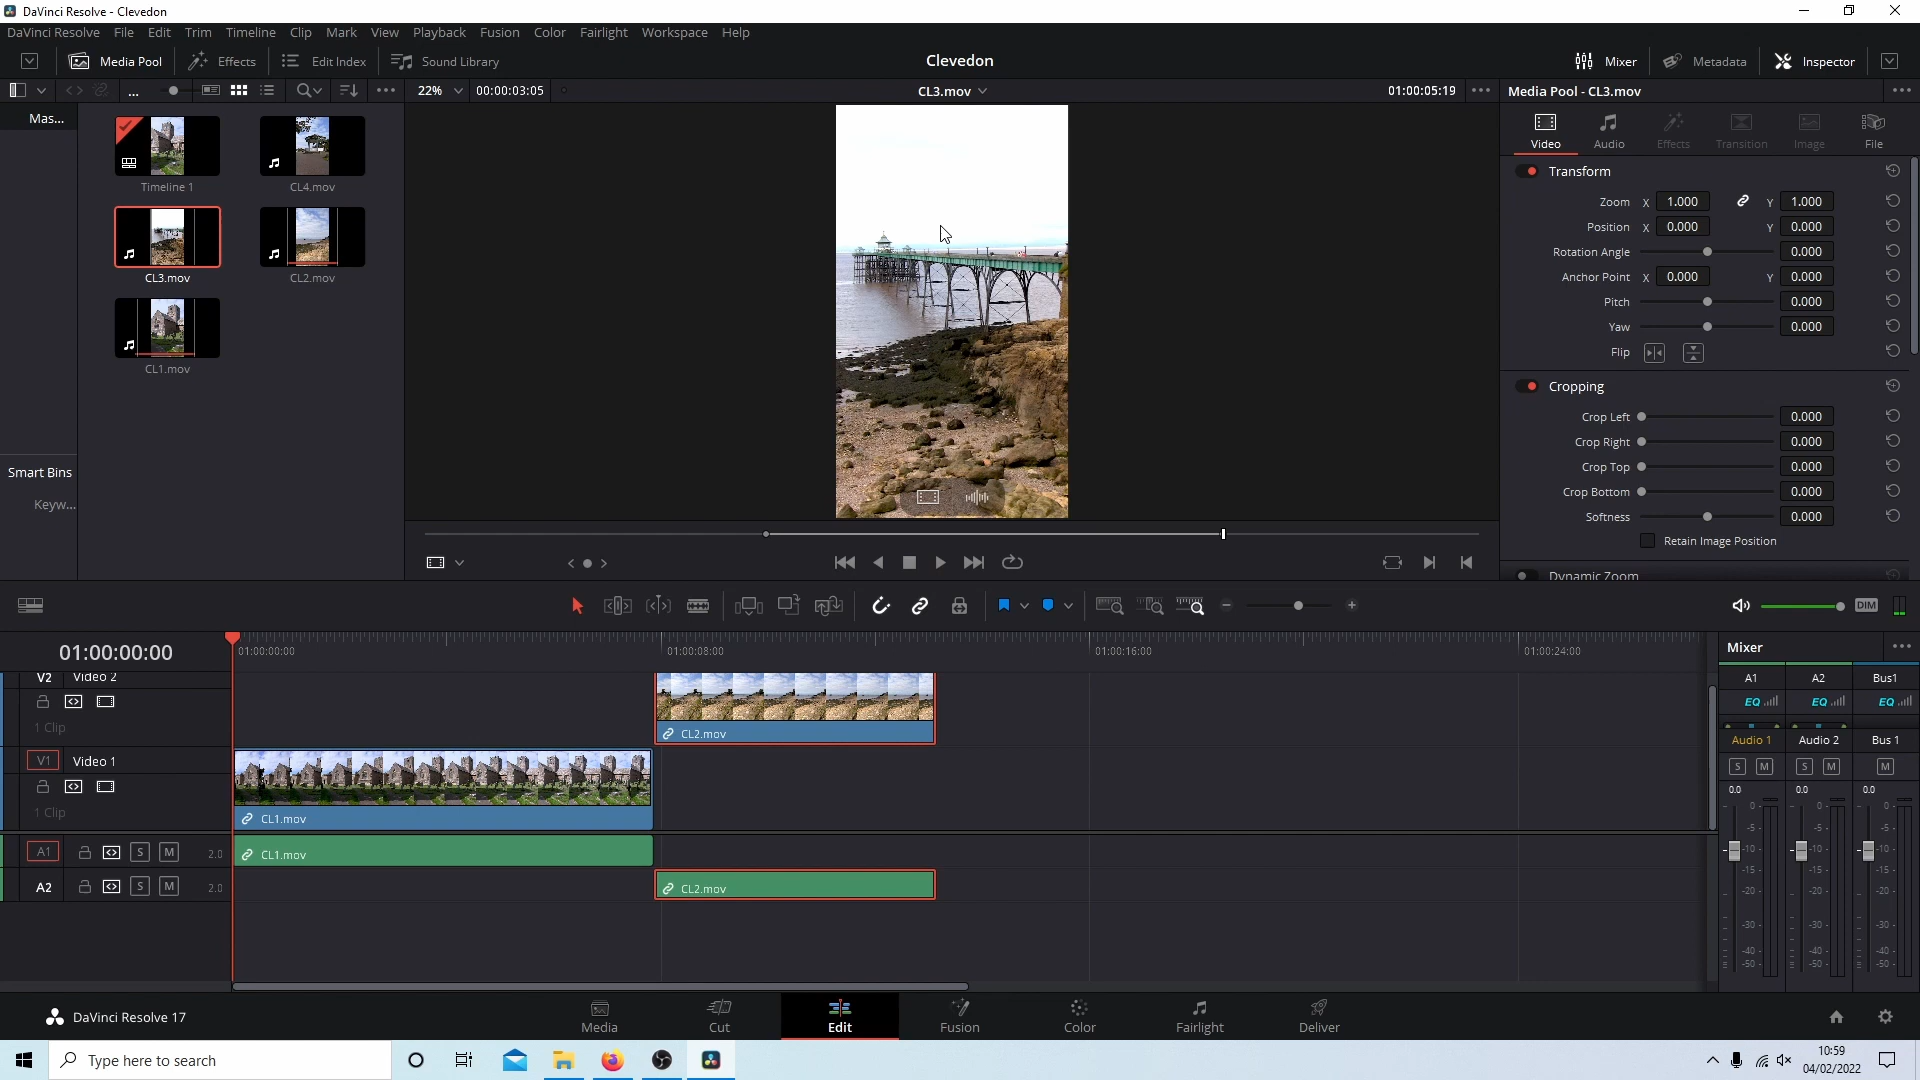 DaVinci Resolve - Clevedon
DaVinci Resolve File Edit Trim Timeline Clip Mark View Playback Fusion Color Fairlight Workspace Help
Media Pool Effects Edit Index Sound Library Clevedon Mixer Metadata Inspector
... 22% 00:00:03:05 CL3.mov 01:00:05:19 Media Pool - CL3.mov
Mas...
Timeline 1 CL4.mov
CL3.mov CL2.mov
CL1.mov
Smart Bins
Keyw...
Video Audio Effects Transition Image File
Transform
Zoom X 1.000 Y 1.000
Position X 0.000 Y 0.000
Rotation Angle 0.000
Anchor Point X 0.000 Y 0.000
Pitch 0.000
Yaw 0.000
Flip
Cropping
Crop Left 0.000
Crop Right 0.000
Crop Top 0.000
Crop Bottom 0.000
Softness 0.000
Retain Image Position
Dynamic Zoom
DIM
01:00:00:00
01:00:00:00 01:00:08:00 01:00:16:00 01:00:24:00
V2 Video 2
1 Clip
CL2.mov
V1 Video 1
1 Clip
CL1.mov
A1 S M 2.0 CL1.mov
A2 S M 2.0 CL2.mov
Mixer
A1 A2 Bus1
EQ EQ EQ
Audio 1 Audio 2 Bus 1
S M S M M
0.0 0.0 0.0
0- 0- 0-
-5- -5- -5-
-10- -10- -10-
-15- -15- -15-
-20- -20- -20-
-30- -30- -30-
-40- -40- -40-
-50- -50- -50-
DaVinci Resolve 17
Media Cut Edit Fusion Color Fairlight Deliver
Type here to search
10:59
04/02/2022